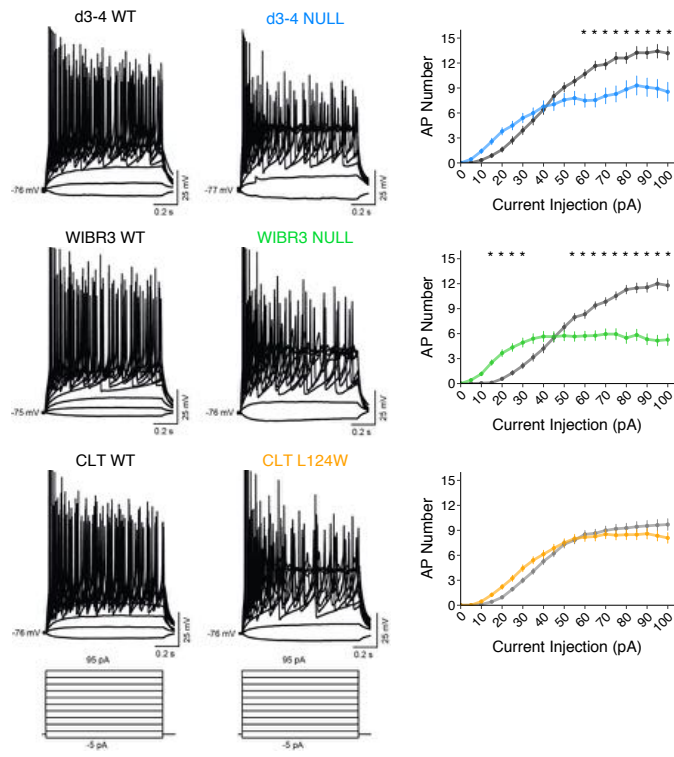 d3-4 WT
d3-4 NULL
-76 mV
0.2 s
25 mV
-77 mV
0.2 s
25 mV
* * * * * * * * *
AP Number
15
12
9
6
3
0
0 10 20 30 40 50 60 70 80 90 100
Current Injection (pA)
WIBR3 WT
WIBR3 NULL
-75 mV
0.2 s
25 mV
-76 mV
0.2 s
25 mV
* * * * * * * * * * * * * *
AP Number
15
12
9
6
3
0
0 10 20 30 40 50 60 70 80 90 100
Current Injection (pA)
CLT WT
CLT L124W
-76 mV
0.2 s
25 mV
-76 mV
0.2 s
25 mV
AP Number
15
12
9
6
3
0
0 10 20 30 40 50 60 70 80 90 100
Current Injection (pA)
95 pA
-5 pA
95 pA
-5 pA